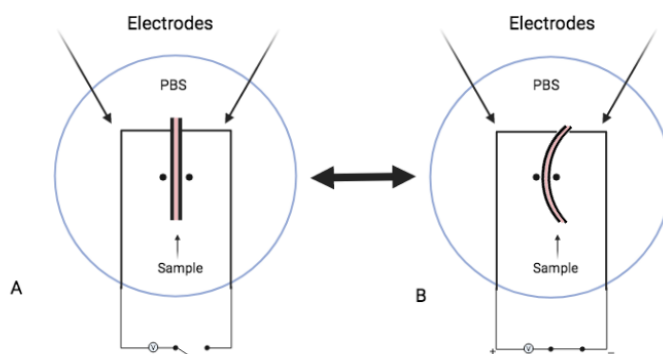 Electrodes
PBS
Sample
A
V
Electrodes
PBS
Sample
B
+
V
−